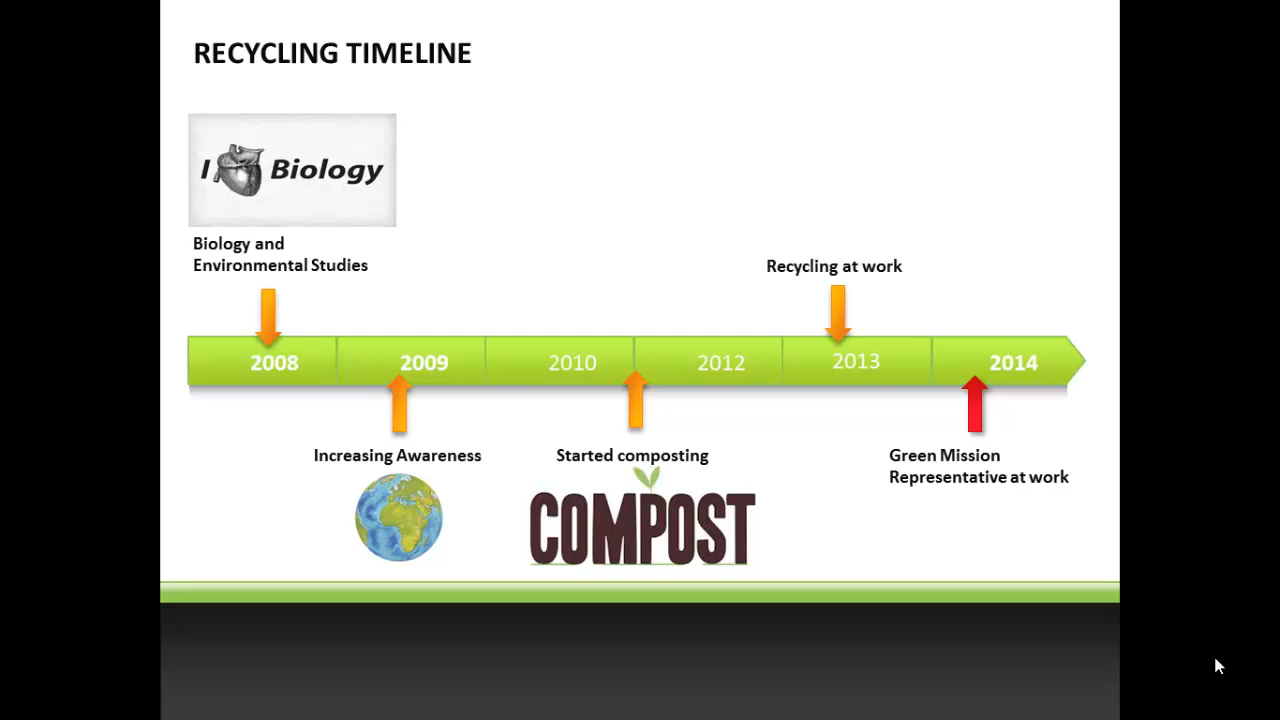 RECYCLING TIMELINE
I Biology
Biology and
Environmental Studies
Recycling at work
2008 2009 2010 2012 2013 2014
Increasing Awareness
Started composting
Green Mission
Representative at work
COMPOST